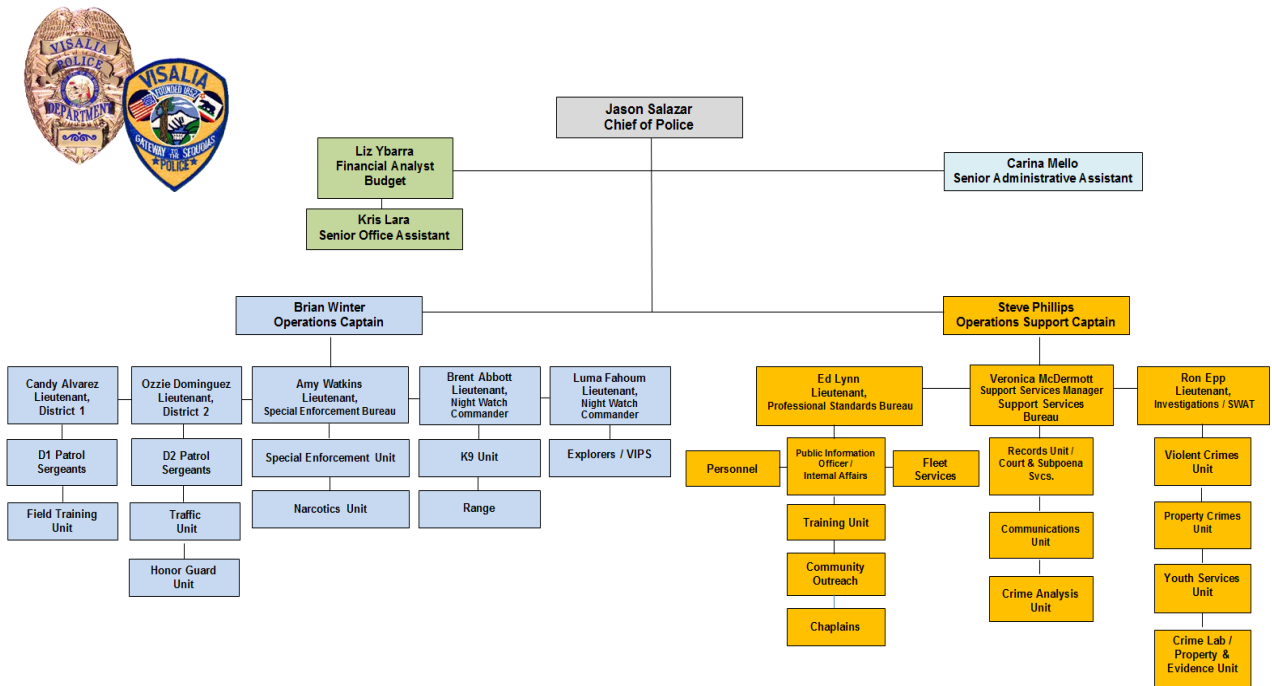 VISALIA
POLICE
DEPARTMENT
VISALIA
FOUNDED 1852
GATEWAY TO THE SEQUOIAS
POLICE
Jason Salazar
Chief of Police
Liz Ybarra
Financial Analyst
Budget
Carina Mello
Senior Administrative Assistant
Kris Lara
Senior Office Assistant
Brian Winter
Operations Captain
Steve Phillips
Operations Support Captain
Candy Alvarez
Lieutenant,
District 1
Ozzie Dominguez
Lieutenant,
District 2
Amy Watkins
Lieutenant,
Special Enforcement Bureau
Brent Abbott
Lieutenant,
Night Watch
Commander
Luma Fahoum
Lieutenant,
Night Watch
Commander
Ed Lynn
Lieutenant,
Professional Standards Bureau
Veronica McDermott
Support Services Manager
Support Services
Bureau
Ron Epp
Lieutenant,
Investigations / SWAT
D1 Patrol
Sergeants
D2 Patrol
Sergeants
Special Enforcement Unit
K9 Unit
Explorers / VIPS
Personnel
Public Information
Officer /
Internal Affairs
Fleet
Services
Records Unit /
Court & Subpoena
Svcs.
Violent Crimes
Unit
Field Training
Unit
Traffic
Unit
Narcotics Unit
Range
Training Unit
Communications
Unit
Property Crimes
Unit
Honor Guard
Unit
Community
Outreach
Crime Analysis
Unit
Youth Services
Unit
Chaplains
Crime Lab /
Property &
Evidence Unit